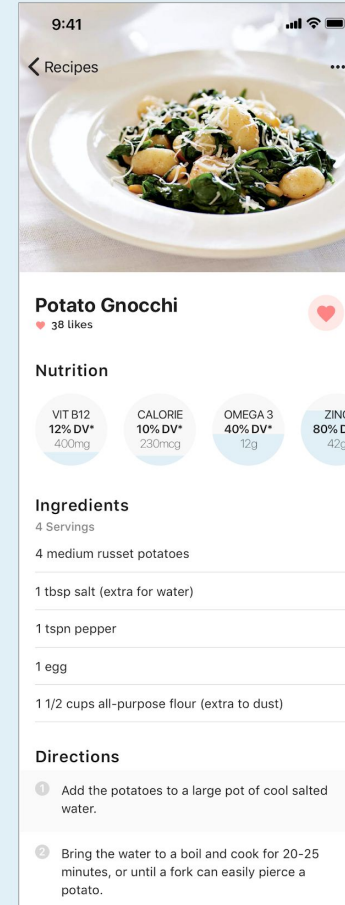 9:41
Recipes
Potato Gnocchi
38 likes
Nutrition
VIT B12
12% DV*
400mg
CALORIE
10% DV*
230mcg
OMEGA 3
40% DV*
12g
80%
Ingredients
4 Servings
4 medium russet potatoes
1 tbsp salt (extra for water)
1 tspn pepper
1 egg
1 1/2 cups all-purpose flour (extra to dust)
Directions
1 Add the potatoes to a large pot of cool salted
water.
2 Bring the water to a boil and cook for 20-25
minutes, or until a fork can easily pierce a
potato.